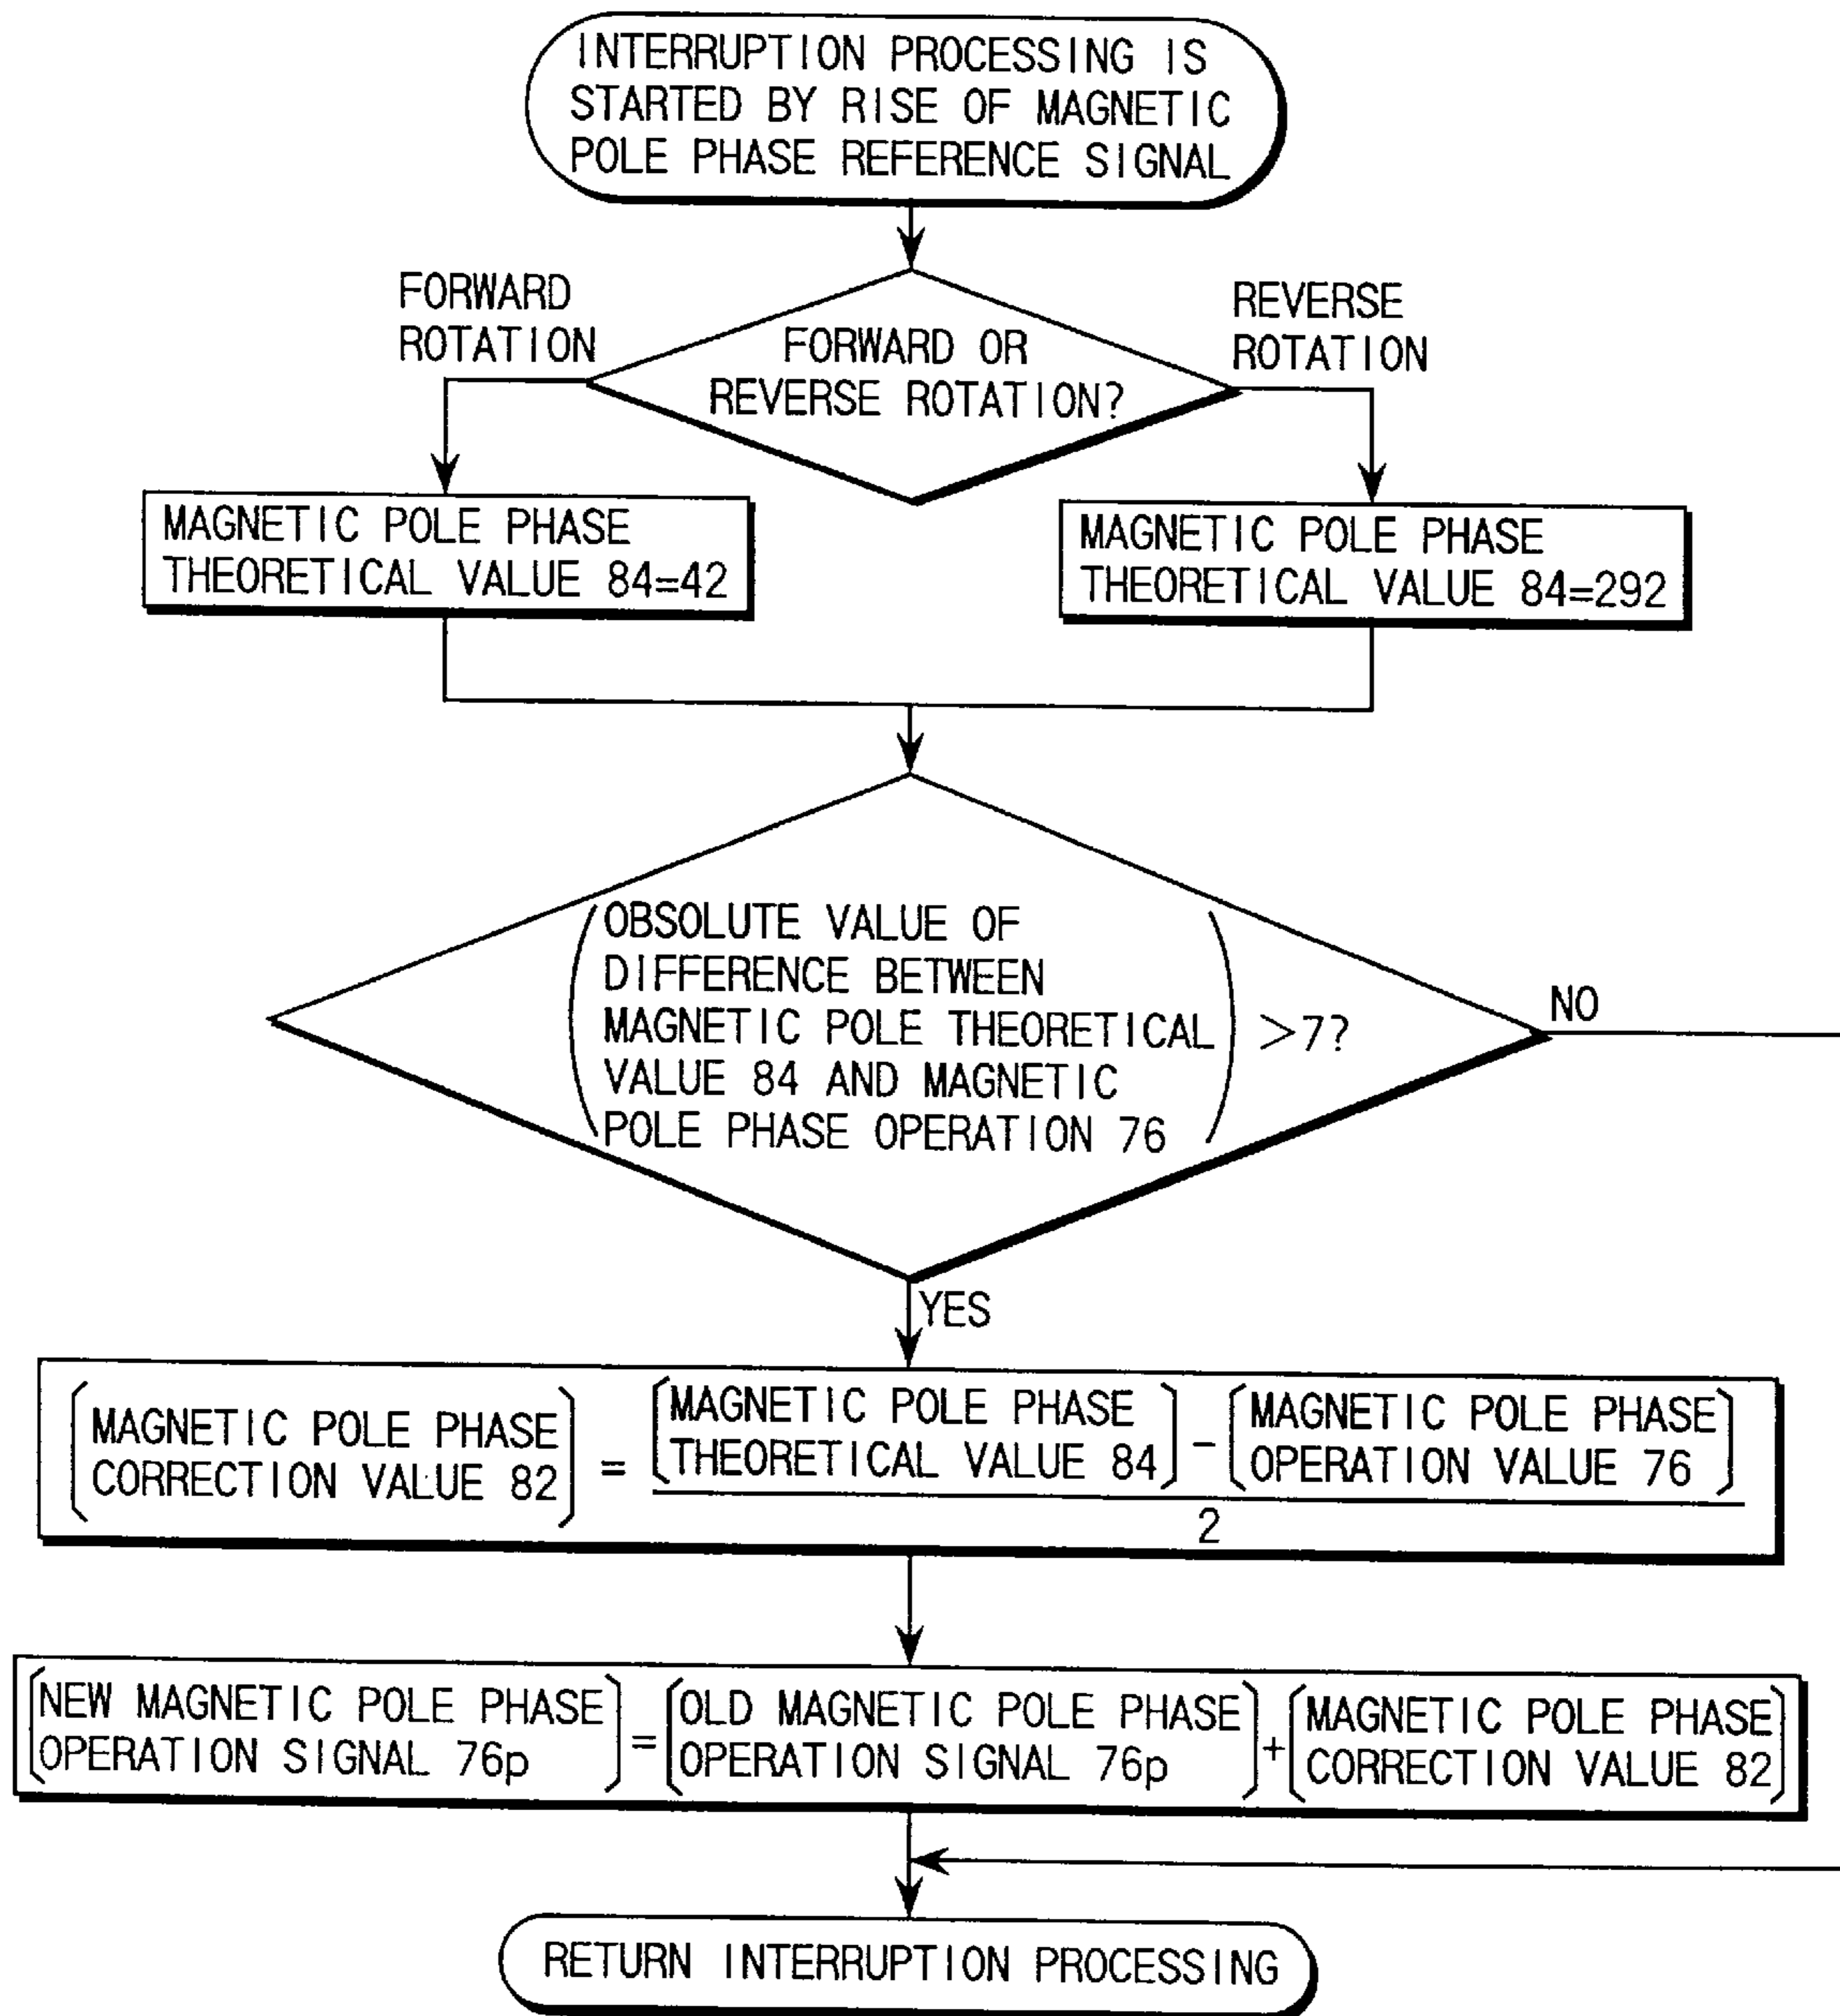 INTERRUPTION PROCESSING IS
STARTED BY RISE OF MAGNETIC
POLE PHASE REFERENCE SIGNAL
FORWARD
ROTATION
FORWARD OR
REVERSE ROTATION?
REVERSE
ROTATION
MAGNETIC POLE PHASE
THEORETICAL VALUE 84=42
MAGNETIC POLE PHASE
THEORETICAL VALUE 84=292
OBSOLUTE VALUE OF
DIFFERENCE BETWEEN
MAGNETIC POLE THEORETICAL
VALUE 84 AND MAGNETIC
POLE PHASE OPERATION 76
>7?
NO
YES
MAGNETIC POLE PHASE
CORRECTION VALUE 82
=
MAGNETIC POLE PHASE
THEORETICAL VALUE 84
-
MAGNETIC POLE PHASE
OPERATION VALUE 76
2
NEW MAGNETIC POLE PHASE
OPERATION SIGNAL 76p
=
OLD MAGNETIC POLE PHASE
OPERATION SIGNAL 76p
+
MAGNETIC POLE PHASE
CORRECTION VALUE 82
RETURN INTERRUPTION PROCESSING